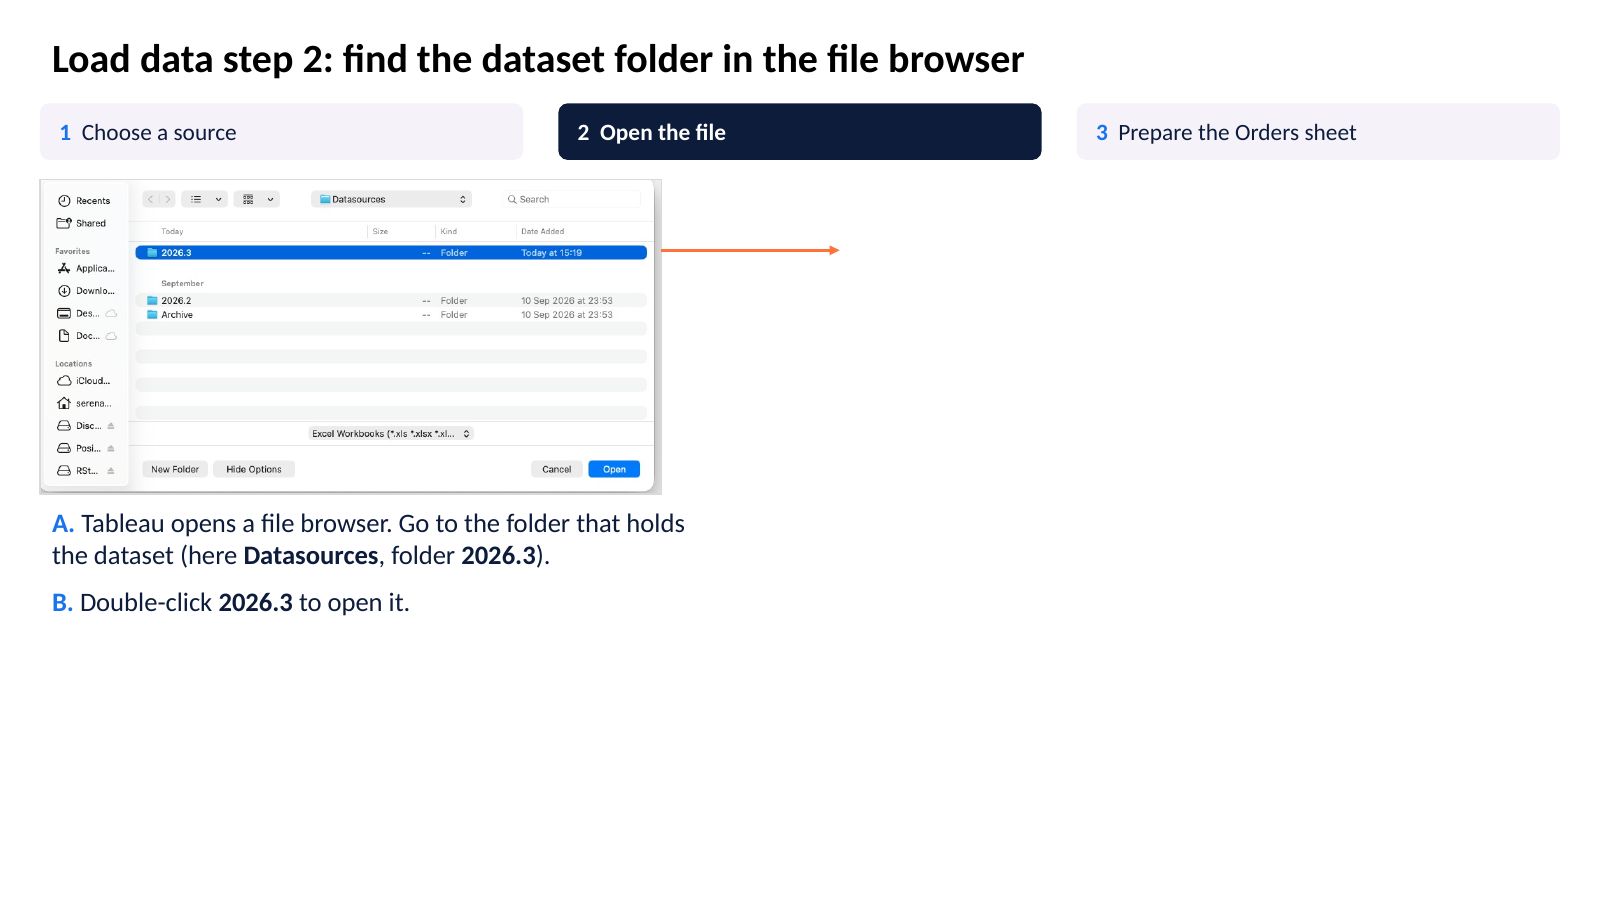 Load data step 2: find the dataset folder in the file browser
1 Choose a source
2 Open the file
3 Prepare the Orders sheet
Recents
Shared
Favorites
Applica...
Downlo...
Des...
Doc...
Locations
iCloud...
serena...
Disc...
Posi...
RSt...
Datasources
Search
Today Size Kind Date Added
2026.3 -- Folder Today at 15:19
September
2026.2 -- Folder 10 Sep 2026 at 23:53
Archive -- Folder 10 Sep 2026 at 23:53
Excel Workbooks (*.xls *.xlsx *.xl...
New Folder Hide Options Cancel Open
A. Tableau opens a file browser. Go to the folder that holds
the dataset (here Datasources, folder 2026.3).
B. Double-click 2026.3 to open it.